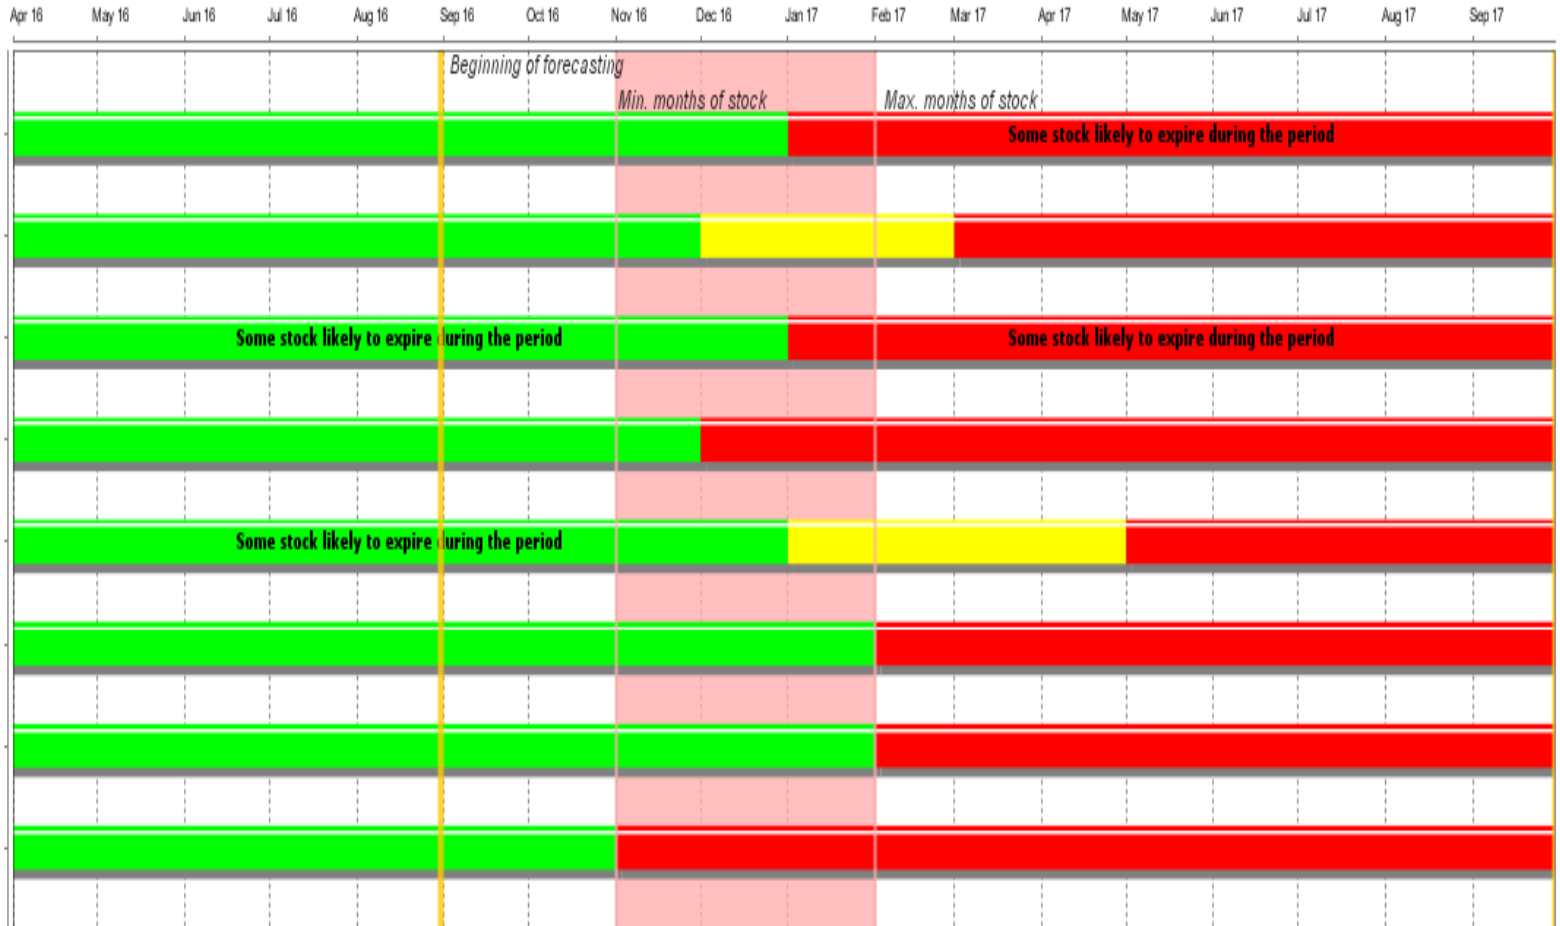 Apr 16 May 16 Jun 16 Jul 16 Aug 16 Sep 16 Oct 16 Nov 16 Dec 16 Jan 17 Feb 17 Mar 17 Apr 17 May 17 Jun 17 Jul 17 Aug 17 Sep 17
Beginning of forecasting
Min. months of stock Max. months of stock
Some stock likely to expire during the period
Some stock likely to expire during the period Some stock likely to expire during the period
Some stock likely to expire during the period